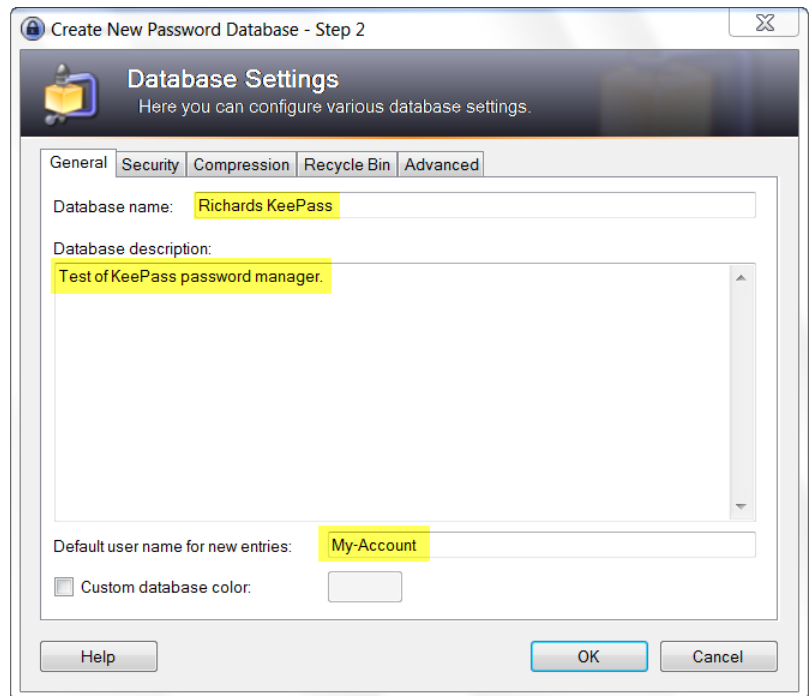 Create New Password Database - Step 2
Database Settings
Here you can configure various database settings.
General Security Compression Recycle Bin Advanced
Database name: Richards KeePass
Database description:
Test of KeePass password manager.
Default user name for new entries: My-Account
Custom database color:
Help OK Cancel